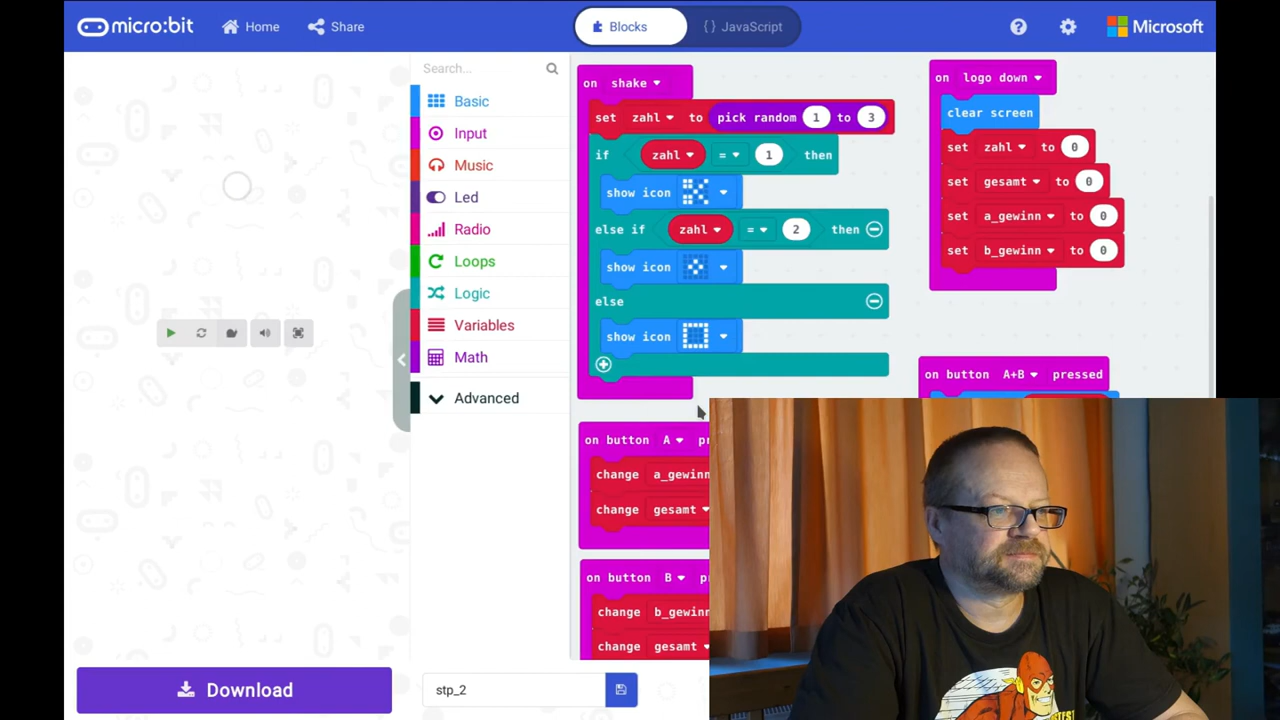 micro:bit Home Share Blocks {} JavaScript ? Microsoft
Search...
Basic
Input
Music
Led
Radio
Loops
Logic
Variables
Math
Advanced
on shake
set zahl to pick random 1 to 3
if zahl = 1 then
show icon
else if zahl = 2 then
show icon
else
show icon
on logo down
clear screen
set zahl to 0
set gesamt to 0
set a_gewinn to 0
set b_gewinn to 0
on button A+B pressed
on button A
change a_gewinn
change gesamt
on button B
change b_gewinn
change gesamt
Download
stp_2